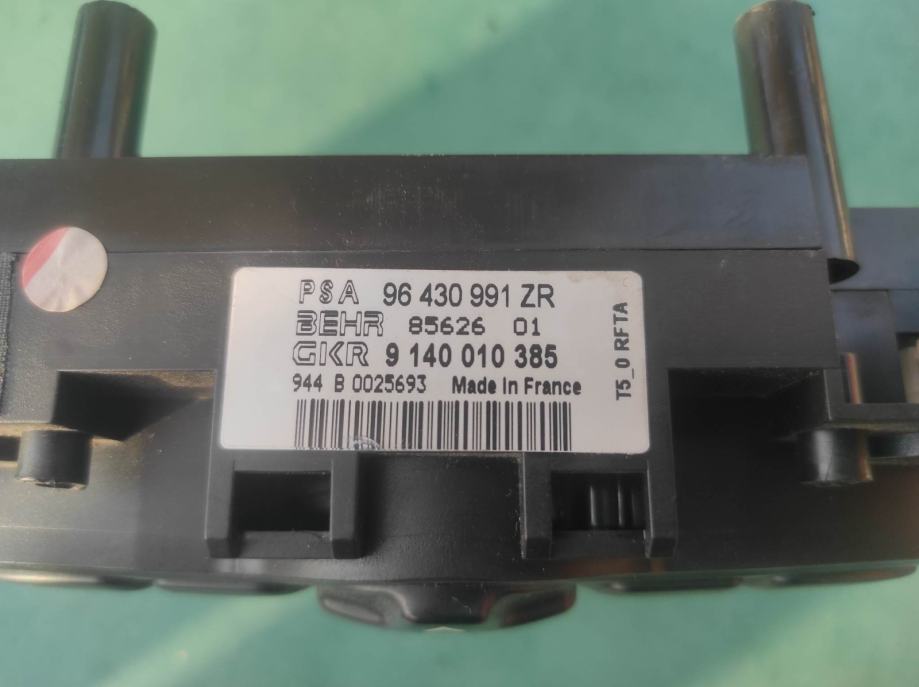 PSA 96 430 991 ZR
BEHR 85626 01
GKR 9 140 010 385
944 B 0025693 Made In France
T5_0 RFTA